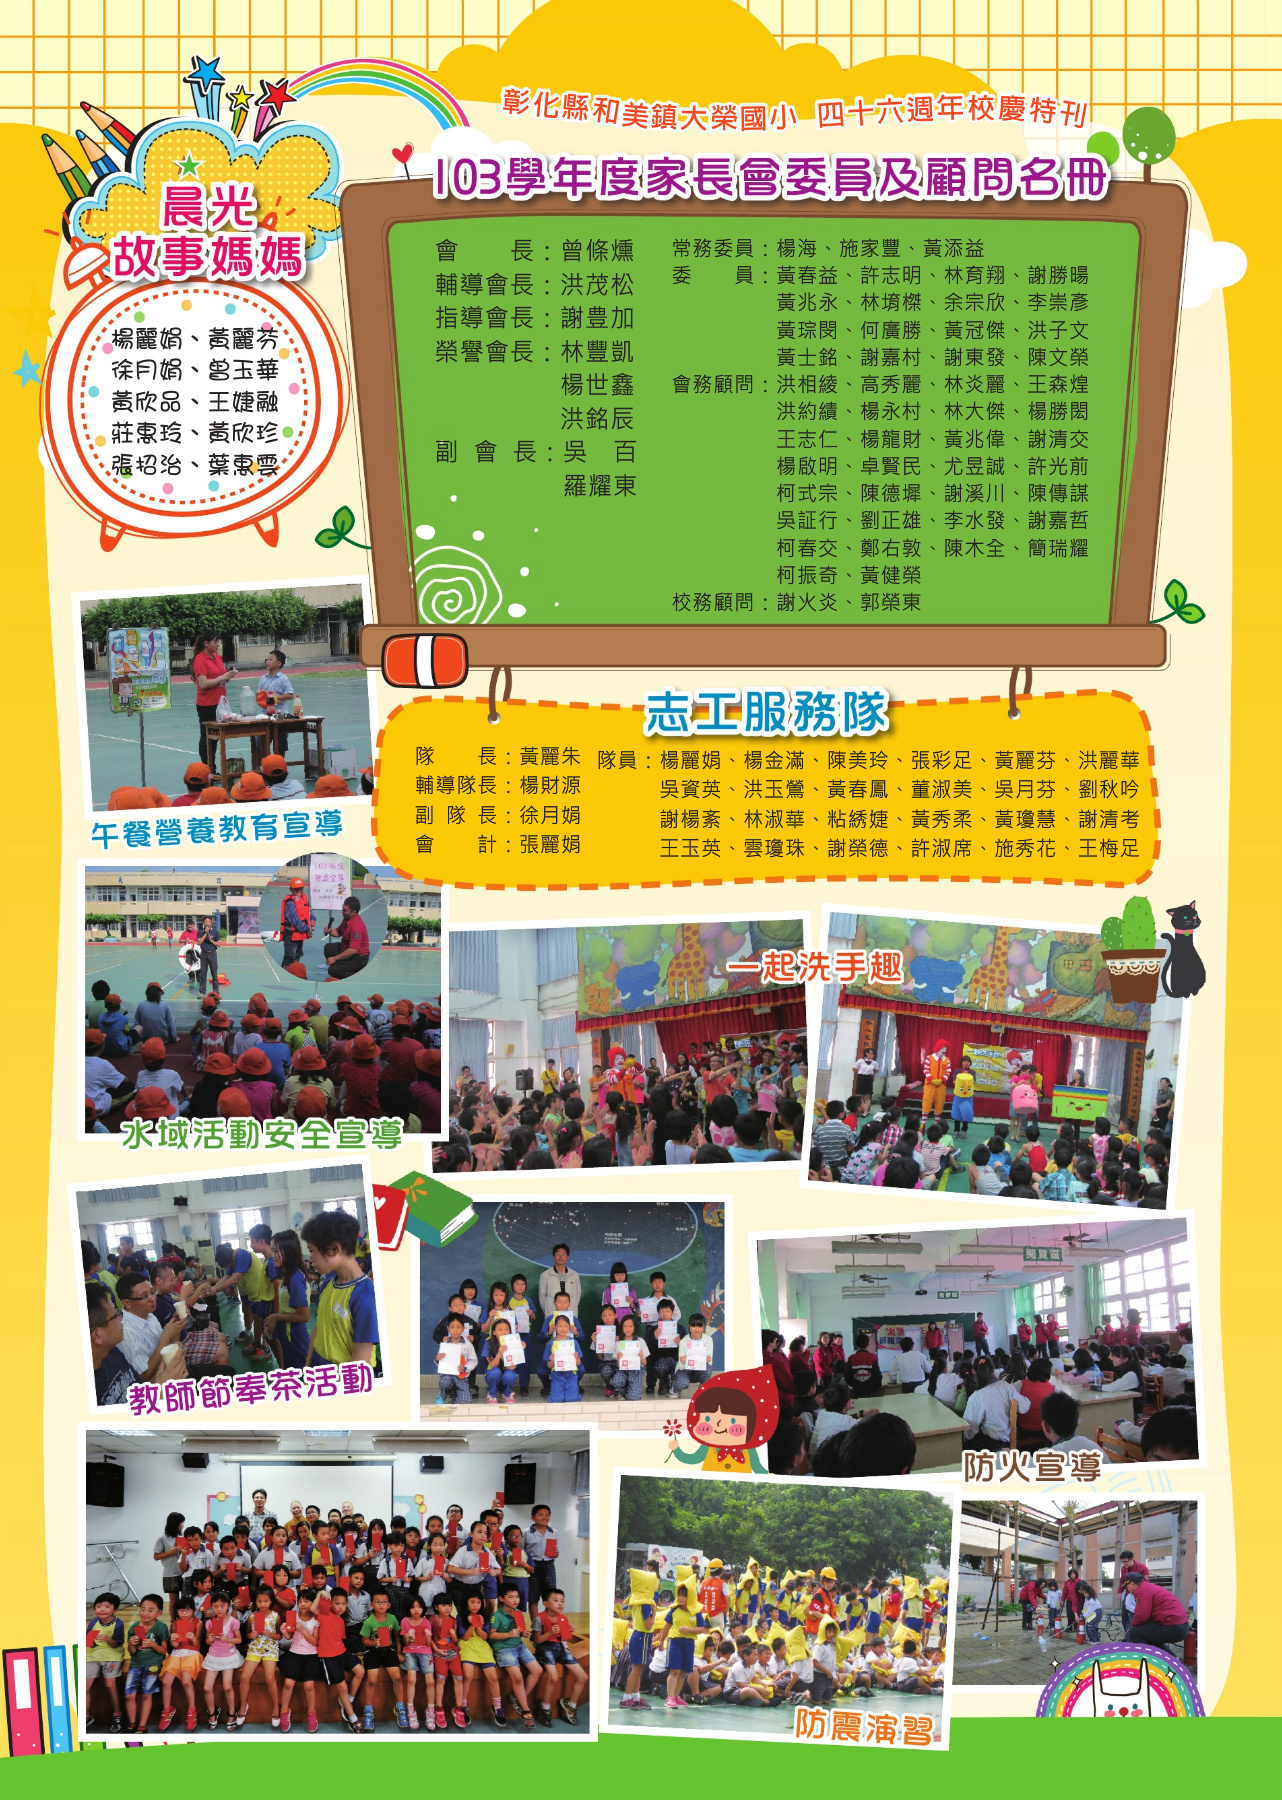 彰化縣和美鎮大榮國小 四十六週年校慶特刊
103學年度家長會委員及顧問名冊
晨光
故事媽媽
楊麗娟、黃麗芬
徐月娟、曾玉華
黃欣品、王婕融
莊惠玲、黃欣珍
張招治、葉惠雲
會長：曾條燻
輔導會長：洪茂松
指導會長：謝豊加
榮譽會長：林豐凱
楊世鑫
洪銘辰
副會長：吳百
羅耀東
常務委員：楊海、施家豐、黃添益
委員：黃春益、許志明、林育翔、謝勝暘
黃兆永、林堉榤、余宗欣、李崇彥
黃琮閔、何廣勝、黃冠傑、洪子文
黃士銘、謝嘉村、謝東發、陳文榮
會務顧問：洪相綾、高秀麗、林炎麗、王森煌
洪約績、楊永村、林大傑、楊勝閎
王志仁、楊龍財、黃兆偉、謝清交
楊啟明、卓賢民、尤昱誠、許光前
柯式宗、陳德墀、謝溪川、陳傳謀
吳証行、劉正雄、李水發、謝嘉哲
柯春交、鄭右敦、陳木全、簡瑞耀
柯振奇、黃健榮
校務顧問：謝火炎、郭榮東
志工服務隊
隊長：黃麗朱
輔導隊長：楊財源
副隊長：徐月娟
會計：張麗娟
隊員：楊麗娟、楊金滿、陳美玲、張彩足、黃麗芬、洪麗華
吳資英、洪玉鶯、黃春鳳、董淑美、吳月芬、劉秋吟
謝楊紊、林淑華、粘綉婕、黃秀柔、黃瓊慧、謝清考
王玉英、雲瓊珠、謝榮德、許淑席、施秀花、王梅足
午餐營養教育宣導
103年度
一起洗手趣
水域活動安全宣導
教師節奉茶活動
閱覽區
防火宣導
防震演習